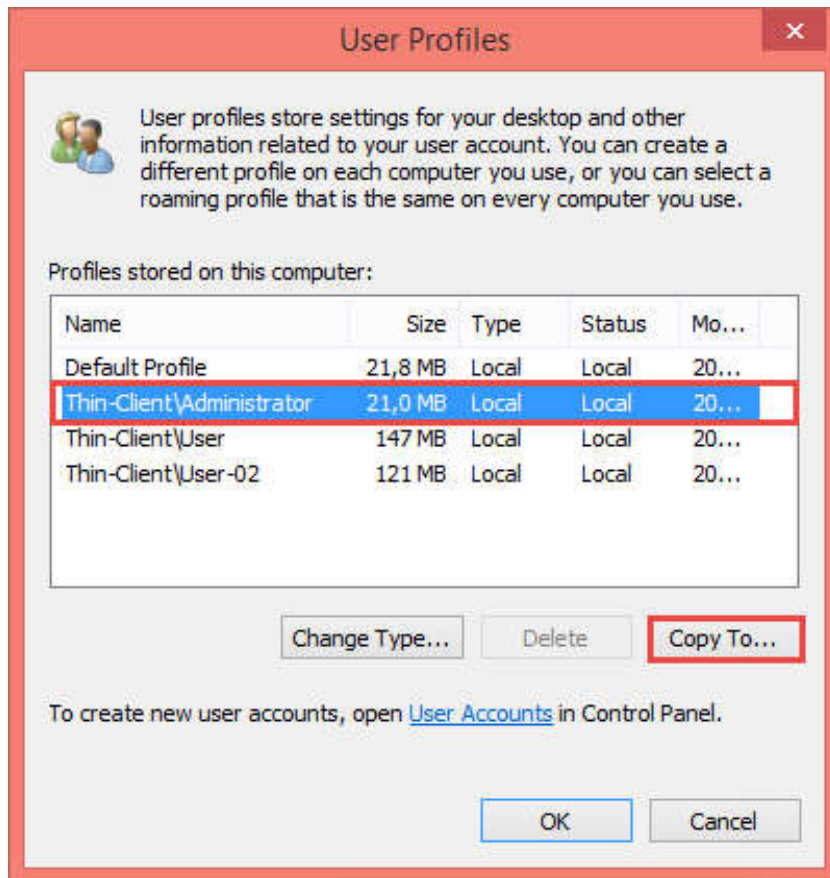 User Profiles
User profiles store settings for your desktop and other
information related to your user account. You can create a
different profile on each computer you use, or you can select a
roaming profile that is the same on every computer you use.
Profiles stored on this computer:
Name Size Type Status Mo...
Default Profile 21,8 MB Local Local 20...
Thin-Client\Administrator 21,0 MB Local Local 20...
Thin-Client\User 147 MB Local Local 20...
Thin-Client\User-02 121 MB Local Local 20...
Change Type... Delete Copy To...
To create new user accounts, open User Accounts in Control Panel.
OK Cancel